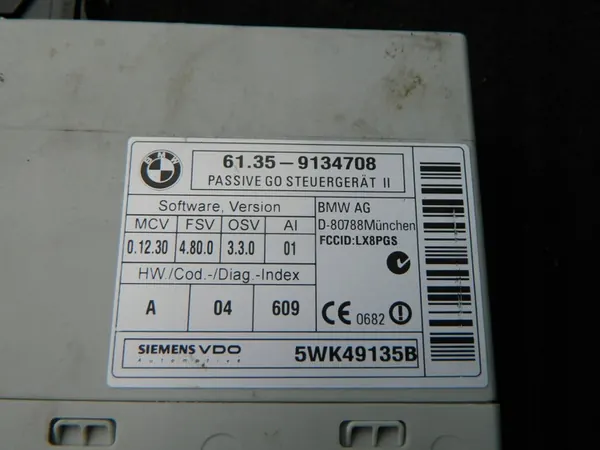 BMW
61.35-9134708
PASSIVE GO STEUERGERÄT II
Software, Version
MCV FSV OSV AI
0.12.30 4.80.0 3.3.0 01
HW./Cod.-/Diag.-Index
A 04 609
BMW AG
D-80788München
FCCID:LX8PGS
CE 0682
SIEMENS VDO
Automotive
5WK49135B